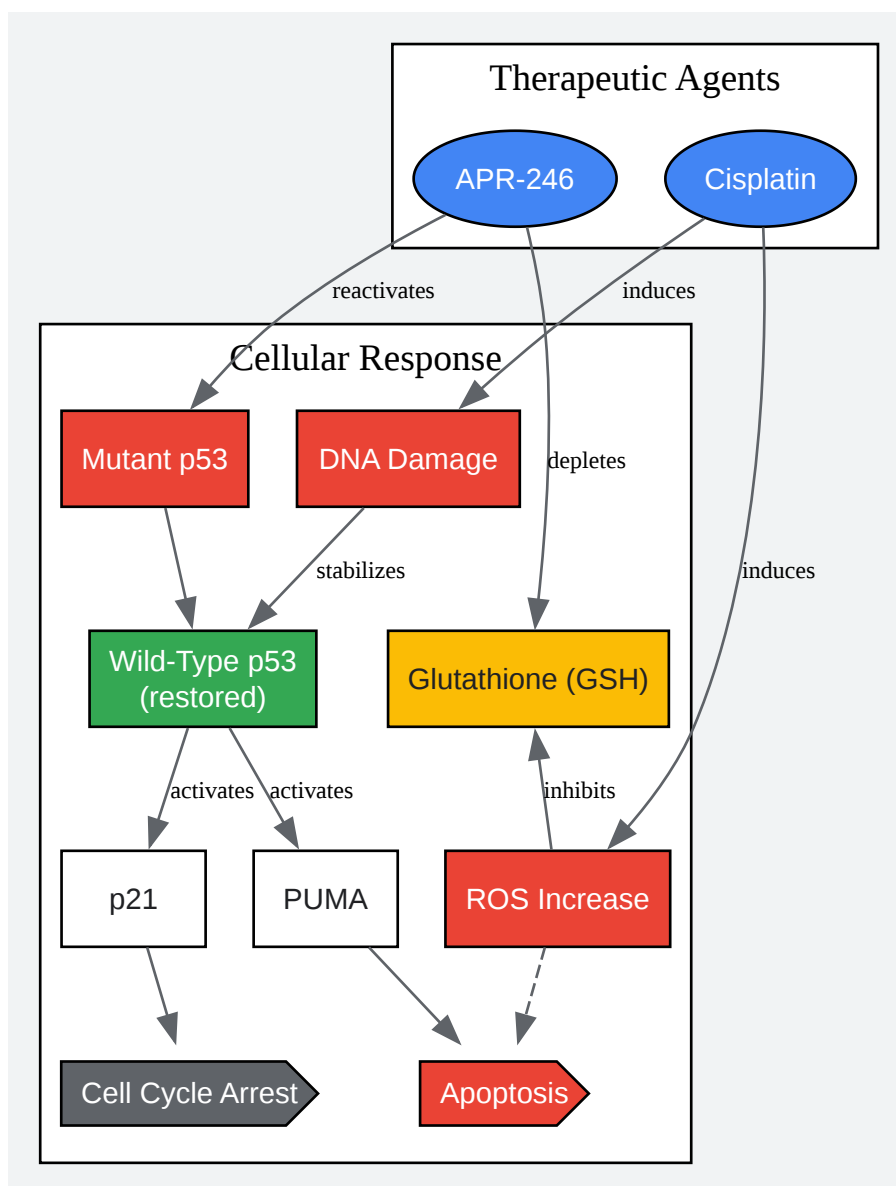 Therapeutic Agents
APR-246
Cisplatin
reactivates
induces
Cellular Response
Mutant p53
DNA Damage
depletes
stabilizes
induces
Wild-Type p53
(restored)
Glutathione (GSH)
activates
activates
inhibits
p21
PUMA
ROS Increase
Cell Cycle Arrest
Apoptosis